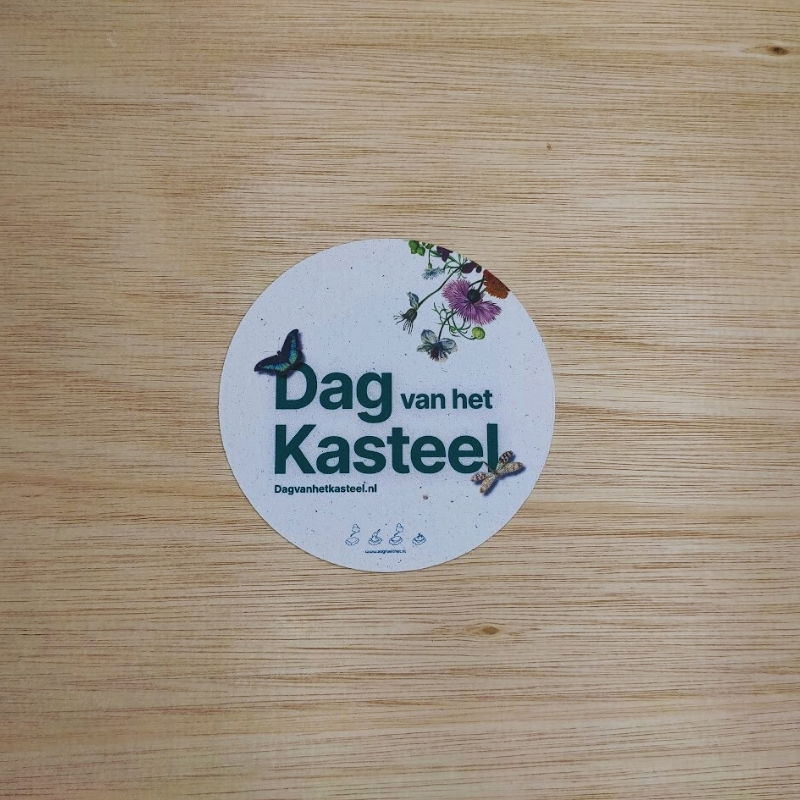 Dag van het
Kasteel
Dagvanhetkasteel.nl